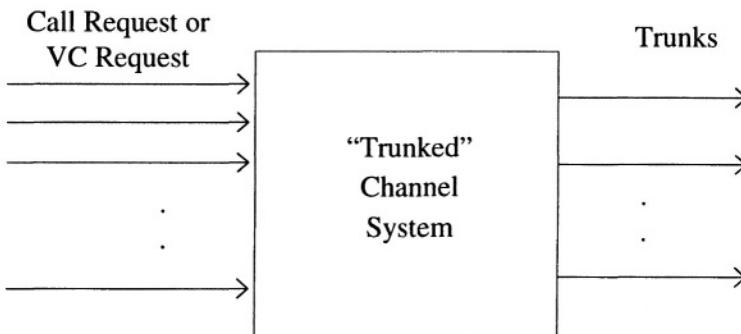 Call Request or
VC Request
Trunks
“Trunked”
Channel
System